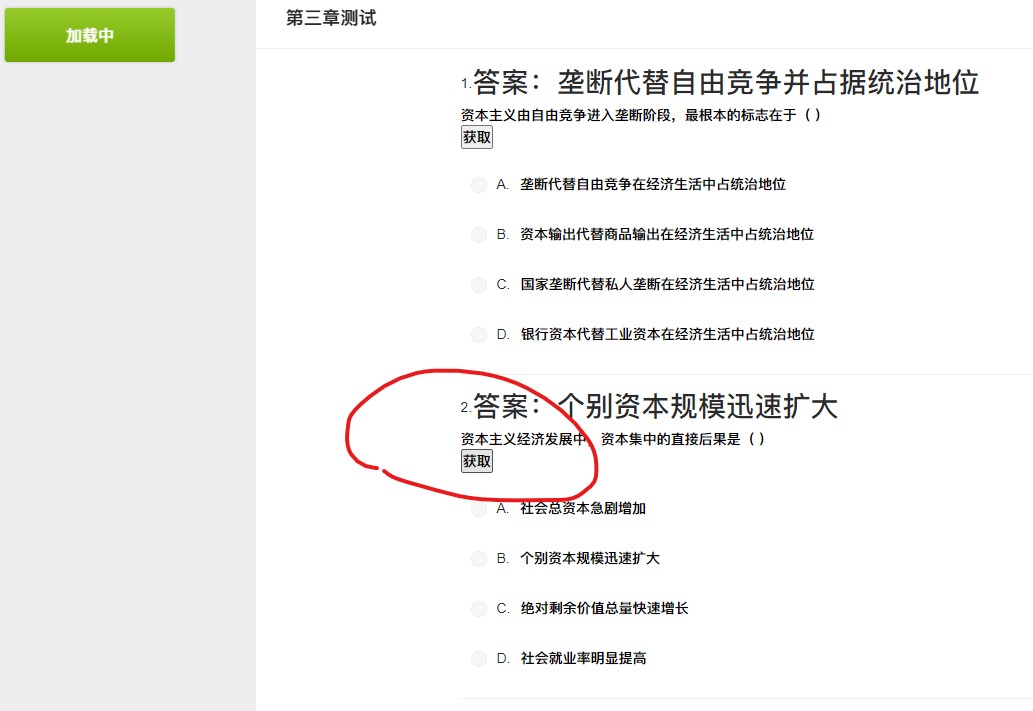 加载中
第三章测试
1.答案：垄断代替自由竞争并占据统治地位
资本主义由自由竞争进入垄断阶段，最根本的标志在于（ ）
获取
A. 垄断代替自由竞争在经济生活中占统治地位
B. 资本输出代替商品输出在经济生活中占统治地位
C. 国家垄断代替私人垄断在经济生活中占统治地位
D. 银行资本代替工业资本在经济生活中占统治地位
2.答案：个别资本规模迅速扩大
资本主义经济发展中，资本集中的直接后果是（ ）
获取
A. 社会总资本急剧增加
B. 个别资本规模迅速扩大
C. 绝对剩余价值总量快速增长
D. 社会就业率明显提高